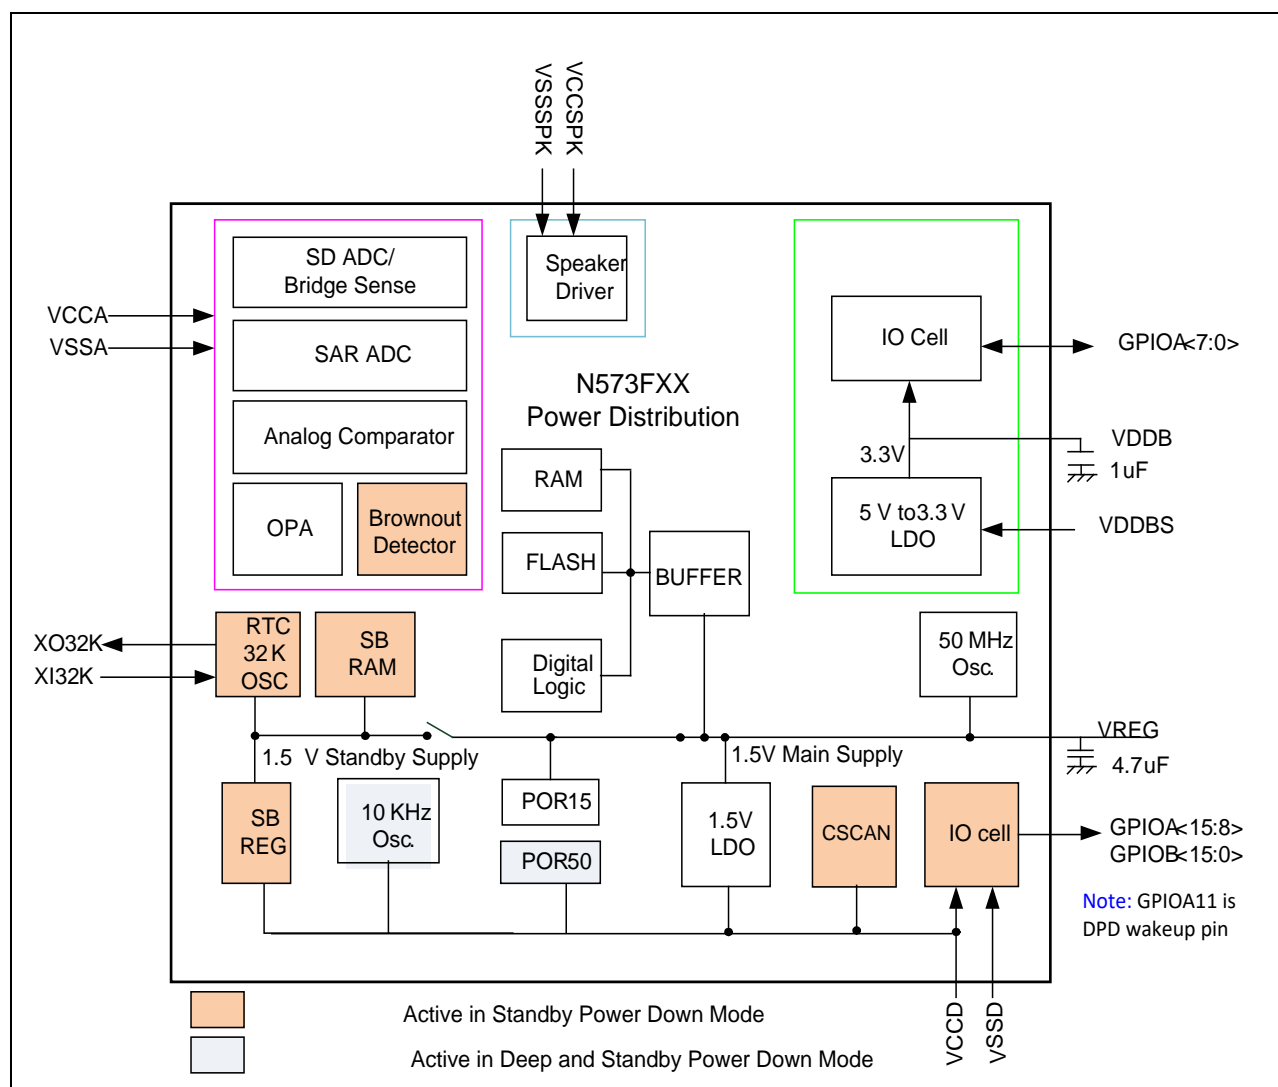 VSSSPK
VCCSPK
SD ADC/
Bridge Sense
Speaker
Driver
VCCA
VSSA
SAR ADC
IO Cell
GPIOA<7:0>
N573FXX
Power Distribution
Analog Comparator
3.3V
VDDB
1uF
RAM
OPA
Brownout
Detector
5 V to3.3 V
LDO
VDDBS
FLASH
BUFFER
XO32K
XI32K
RTC
32K
OSC
SB
RAM
Digital
Logic
50 MHz
Osc.
VREG
4.7uF
1.5 V Standby Supply
1.5V Main Supply
SB
REG
10 KHz
Osc.
POR15
POR50
1.5V
LDO
CSCAN
IO cell
GPIOA<15:8>
GPIOB<15:0>
Note: GPIOA11 is
DPD wakeup pin
VCCD
VSSD
Active in Standby Power Down Mode
Active in Deep and Standby Power Down Mode